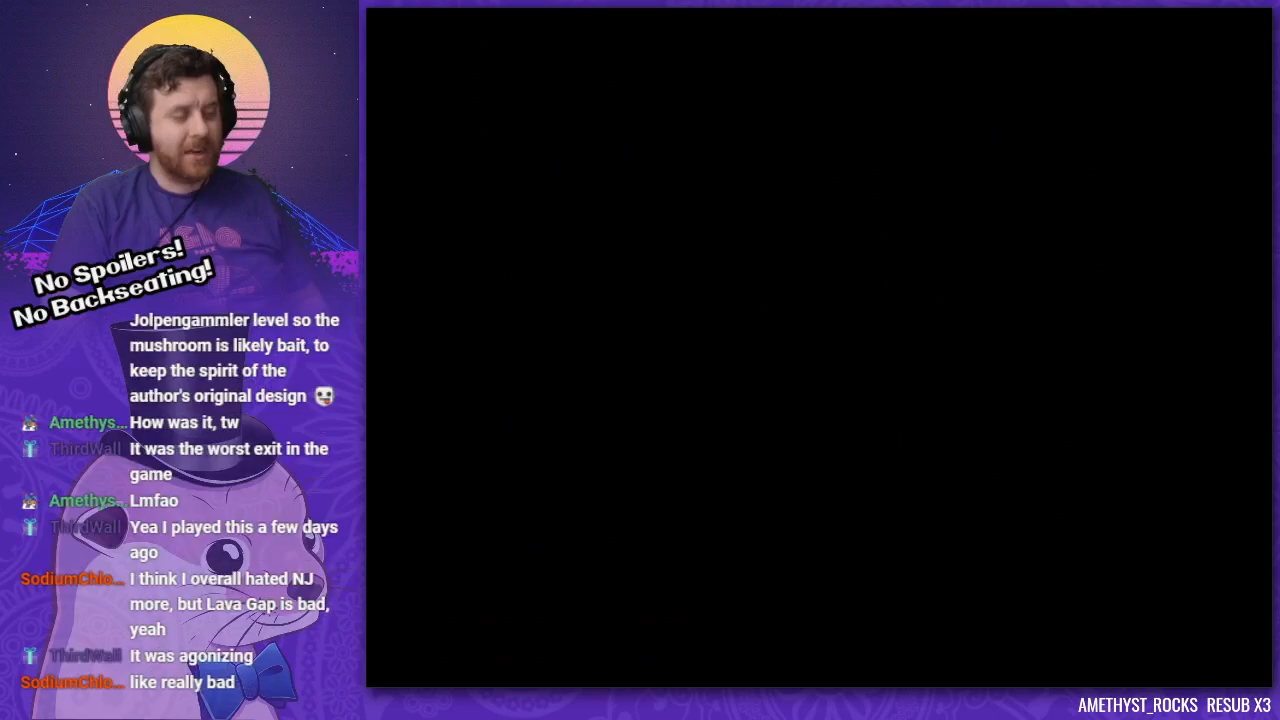 No Spoilers!
No Backseating!
Jolpengammler level so the
mushroom is likely bait, to
keep the spirit of the
author's original design
Amethys... How was it, tw
ThirdWall It was the worst exit in the
game
Amethys... Lmfao
ThirdWall Yea I played this a few days
ago
SodiumChlo... I think I overall hated NJ
more, but Lava Gap is bad,
yeah
ThirdWall It was agonizing
SodiumChlo... like really bad
AMETHYST_ROCKS RESUB X3